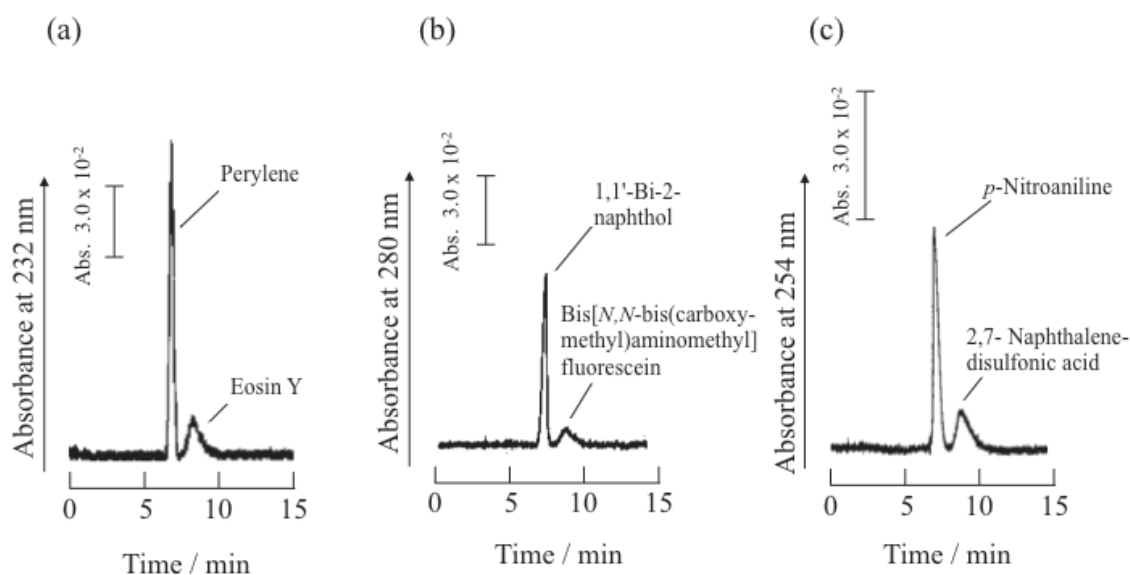 (a)
(b)
(c)
Absorbance at 232 nm
Abs. 3.0 x 10⁻²
Perylene
Eosin Y
0 5 10 15
Time / min
Absorbance at 280 nm
Abs. 3.0 x 10⁻²
1,1'-Bi-2-
naphthol
Bis[N,N-bis(carboxy-
methyl)aminomethyl]
fluorescein
0 5 10 15
Time / min
Absorbance at 254 nm
Abs. 3.0 x 10⁻²
p-Nitroaniline
2,7- Naphthalene-
disulfonic acid
0 5 10 15
Time / min